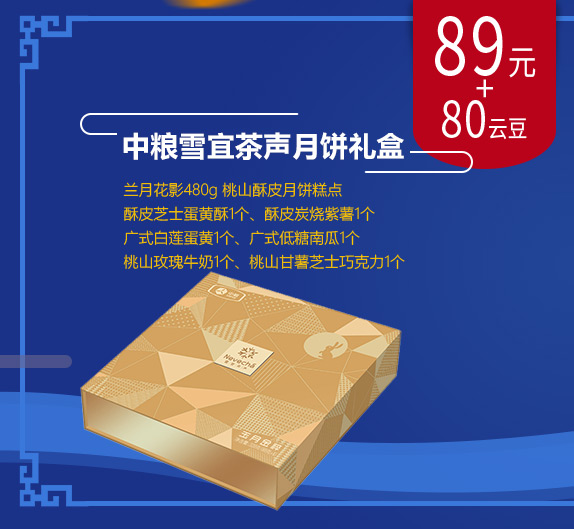 89元
+
80云豆
中粮雪宜茶声月饼礼盒
兰月花影480g 桃山酥皮月饼糕点
酥皮芝士蛋黄酥1个、酥皮炭烧紫薯1个
广式白莲蛋黄1个、广式低糖南瓜1个
桃山玫瑰牛奶1个、桃山甘薯芝士巧克力1个
Nevechá